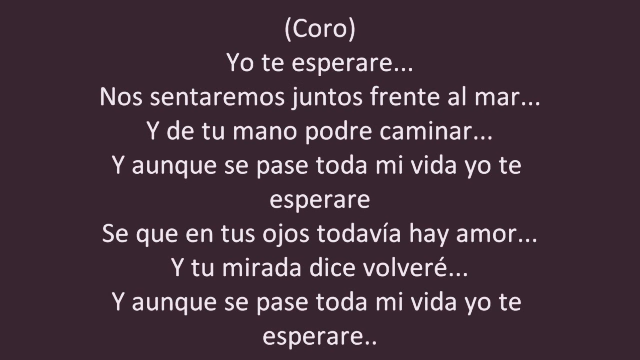 (Coro)
Yo te esperare...
Nos sentaremos juntos frente al mar...
Y de tu mano podre caminar...
Y aunque se pase toda mi vida yo te
esperare
Se que en tus ojos todavía hay amor...
Y tu mirada dice volveré...
Y aunque se pase toda mi vida yo te
esperare..